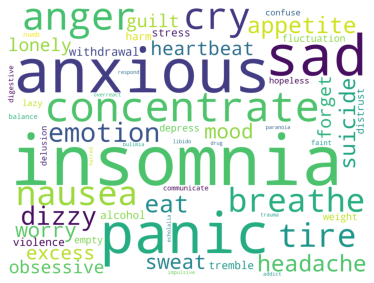 anger guilt cry appetite confuse
numb harm stress fluctuation
lonely withdrawal heartbeat hopeless
digestive anxious sad
lazy overreact respond
balance concentrate forget suicide distrust
delusion emotion depress mood paranoia faint
insomnia
nausea bulimia libido drug
dizzy eat communicate breathe
worry alcohol panic trauma weight
violence empty echolalia tire
excess sweat tremble headache
obsessive impulsive addict